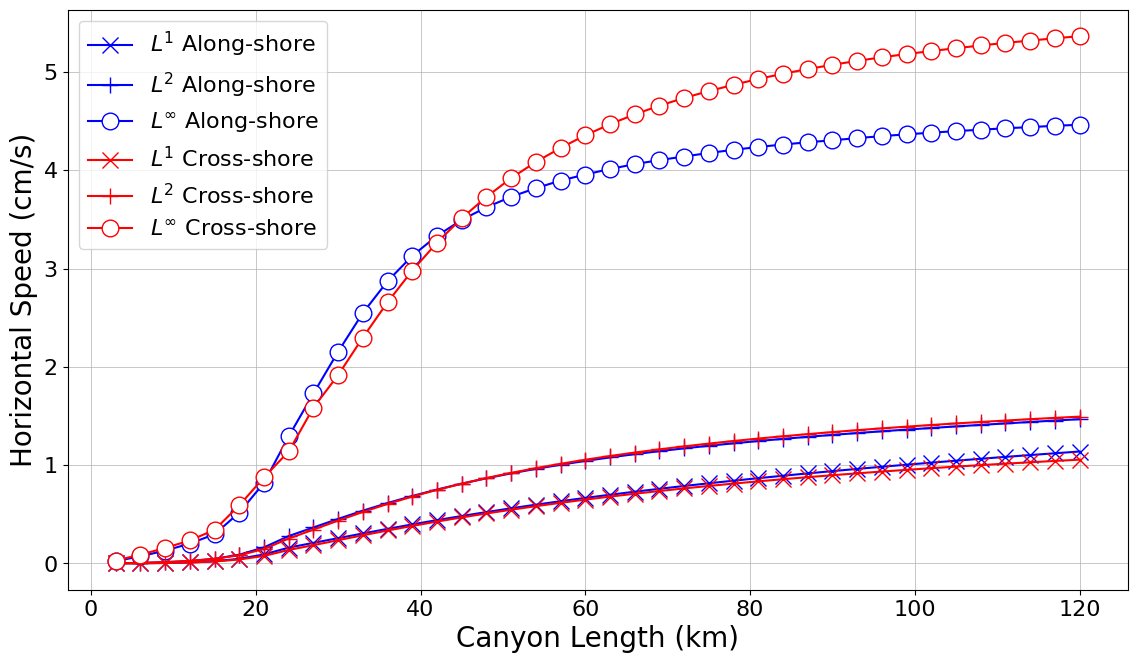 L¹ Along-shore
L² Along-shore
L∞ Along-shore
L¹ Cross-shore
L² Cross-shore
L∞ Cross-shore
Horizontal Speed (cm/s)
5
4
3
2
1
0
0 20 40 60 80 100 120
Canyon Length (km)